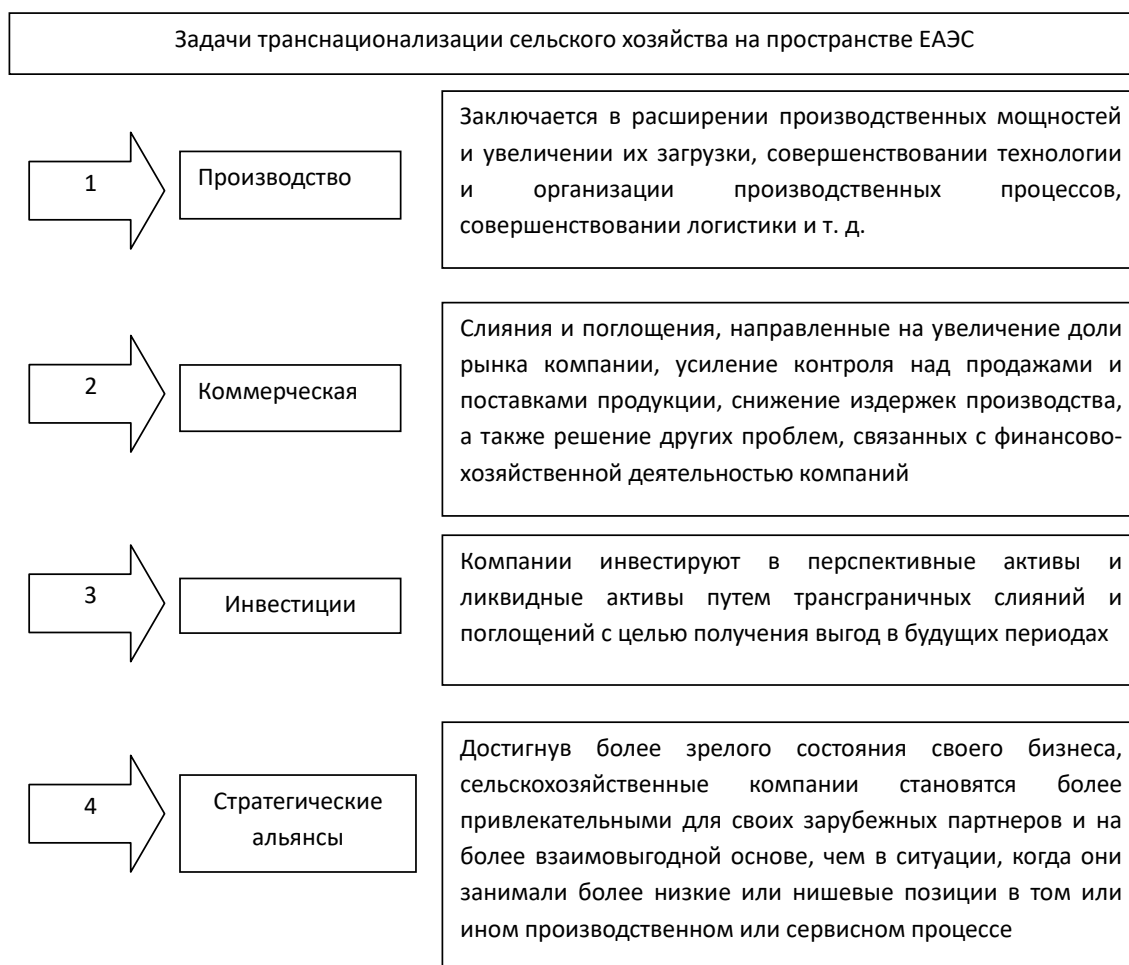 Задачи транснационализации сельского хозяйства на пространстве ЕАЭС
1
Производство
Заключается в расширении производственных мощностей
и увеличении их загрузки, совершенствовании технологии
и организации производственных процессов,
совершенствовании логистики и т. д.
2
Коммерческая
Слияния и поглощения, направленные на увеличение доли
рынка компании, усиление контроля над продажами и
поставками продукции, снижение издержек производства,
а также решение других проблем, связанных с финансово-
хозяйственной деятельностью компаний
3
Инвестиции
Компании инвестируют в перспективные активы и
ликвидные активы путем трансграничных слияний и
поглощений с целью получения выгод в будущих периодах
4
Стратегические
альянсы
Достигнув более зрелого состояния своего бизнеса,
сельскохозяйственные компании становятся более
привлекательными для своих зарубежных партнеров и на
более взаимовыгодной основе, чем в ситуации, когда они
занимали более низкие или нишевые позиции в том или
ином производственном или сервисном процессе